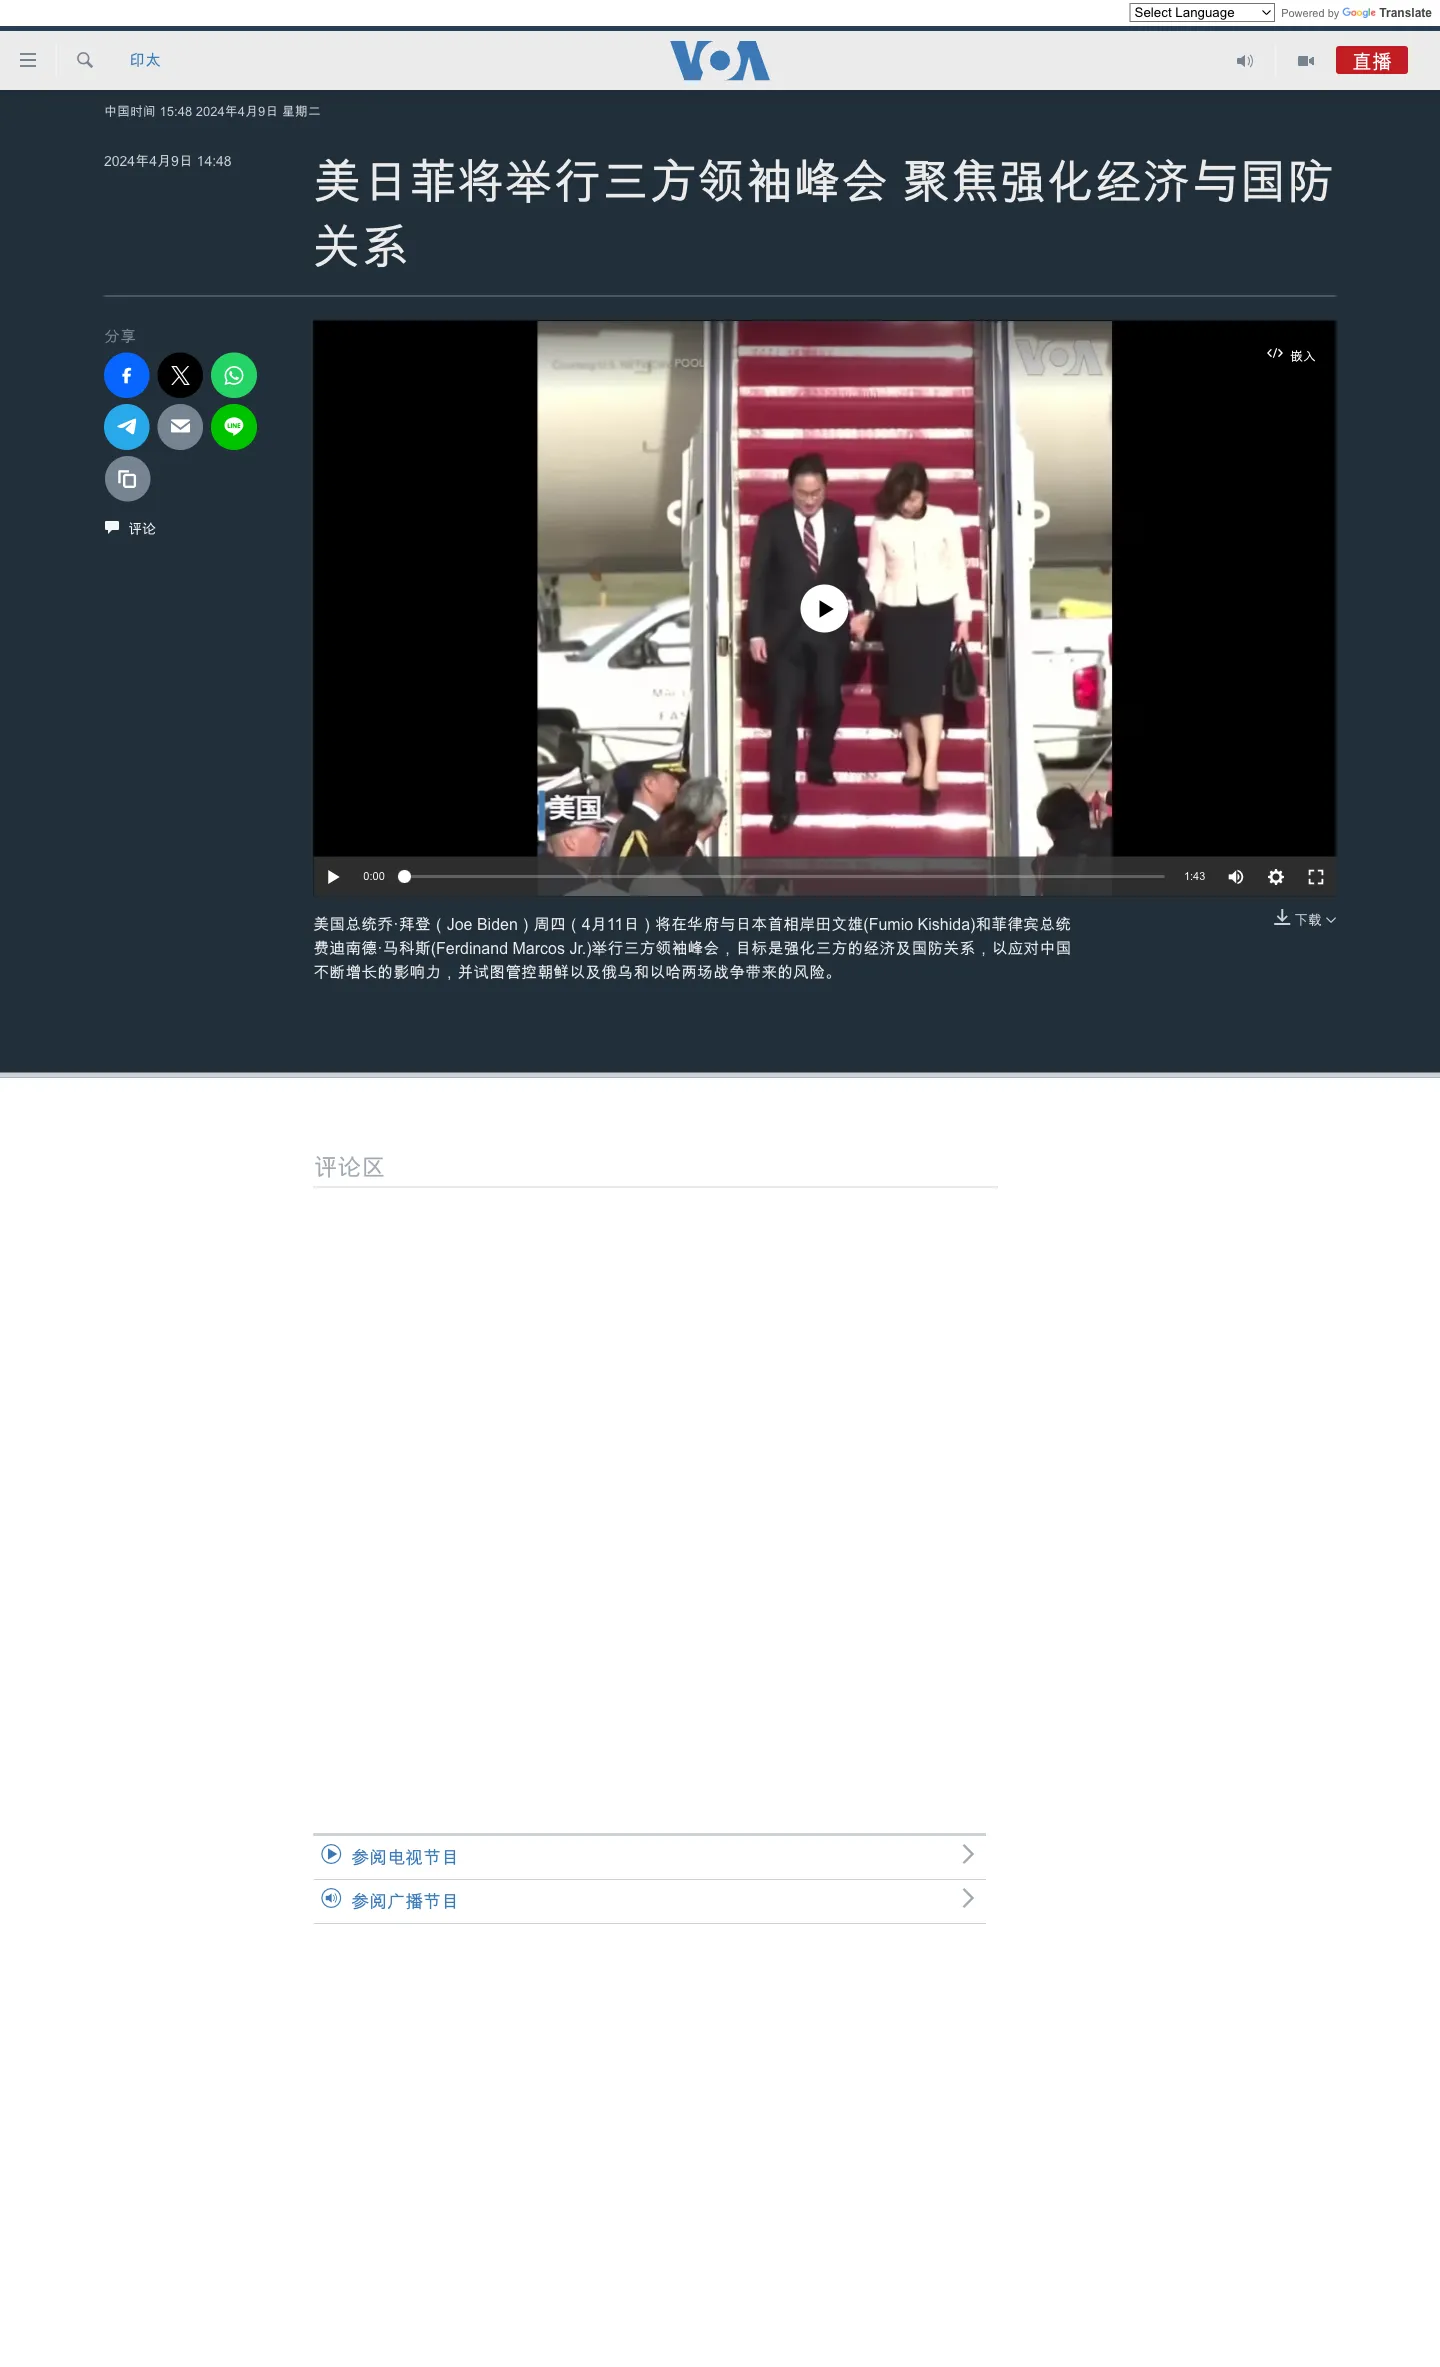 Select Language
Powered by Google Translate
印太
VOA
直播
中国时间 15:48 2024年4月9日 星期二
2024年4月9日 14:48
美日菲将举行三方领袖峰会 聚焦强化经济与国防
关系
分享
LINE
评论
POOL
VOA
嵌入
美国
0:00
1:43
美国总统乔·拜登（Joe Biden）周四（4月11日）将在华府与日本首相岸田文雄(Fumio Kishida)和菲律宾总统
费迪南德·马科斯(Ferdinand Marcos Jr.)举行三方领袖峰会，目标是强化三方的经济及国防关系，以应对中国
不断增长的影响力，并试图管控朝鲜以及俄乌和以哈两场战争带来的风险。
下载
评论区
参阅电视节目
参阅广播节目